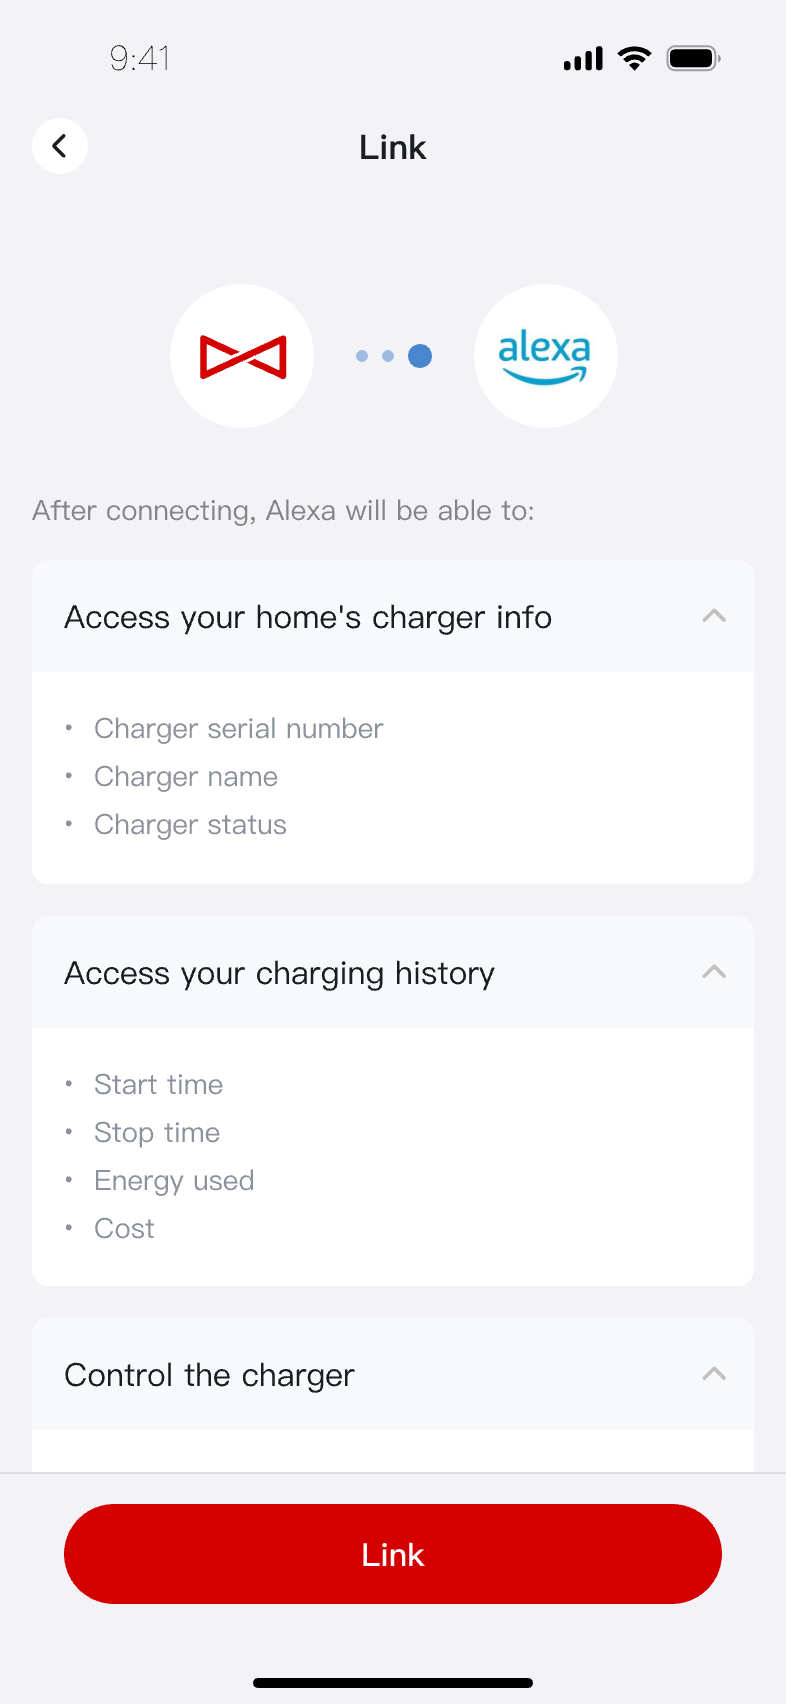 9:41
Link
alexa
After connecting, Alexa will be able to:
Access your home's charger info
• Charger serial number
• Charger name
• Charger status
Access your charging history
• Start time
• Stop time
• Energy used
• Cost
Control the charger
Link